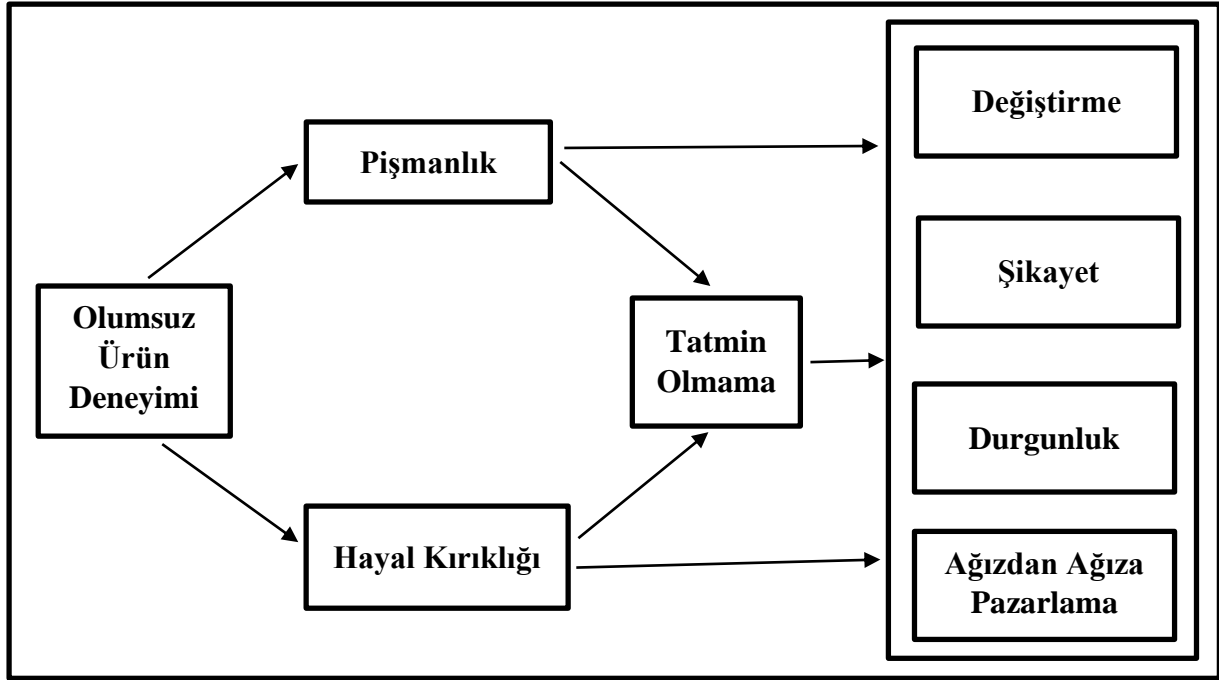 Değiştirme
Pişmanlık
Şikayet
Olumsuz
Ürün
Deneyimi
Tatmin
Olmama
Durgunluk
Hayal Kırıklığı
Ağızdan Ağıza
Pazarlama